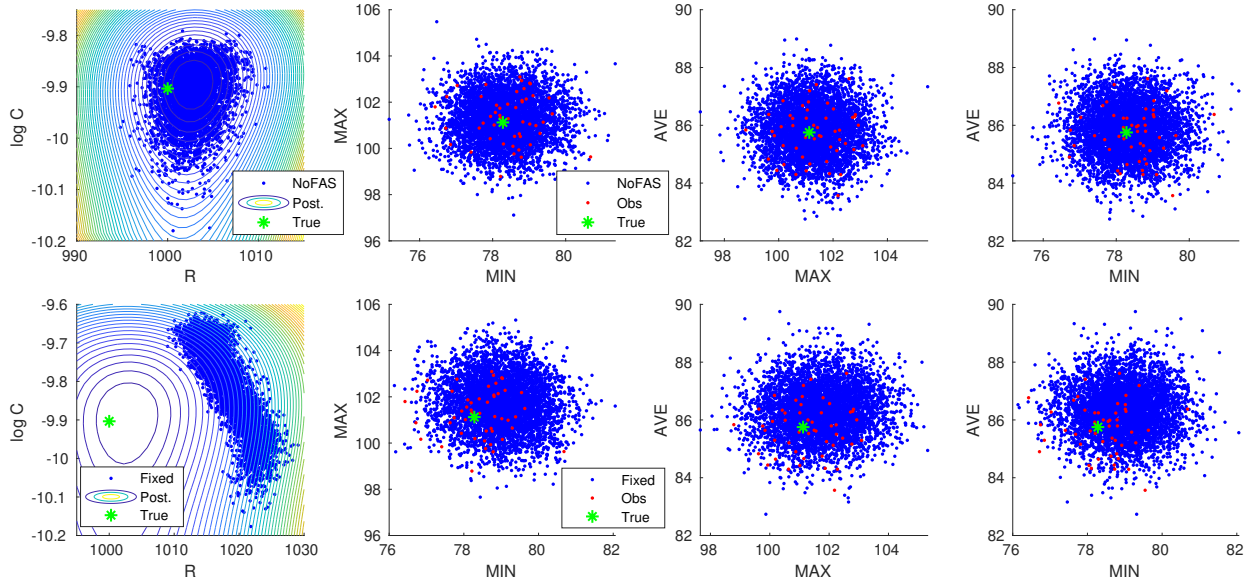 -9.8
-9.9
-10
-10.1
-10.2
log C
990
1000
1010
R
NoFAS
Post.
True
106
104
102
100
98
96
MAX
76
78
80
MIN
NoFAS
Obs
True
90
88
86
84
82
AVE
98
100
102
104
MAX
90
88
86
84
82
AVE
76
78
80
MIN
-9.6
-9.7
-9.8
-9.9
-10
-10.1
-10.2
log C
1000
1010
1020
1030
R
Fixed
Post.
True
106
104
102
100
98
96
MAX
76
78
80
82
MIN
Fixed
Obs
True
90
88
86
84
82
AVE
98
100
102
104
MAX
90
88
86
84
82
AVE
76
78
80
82
MIN